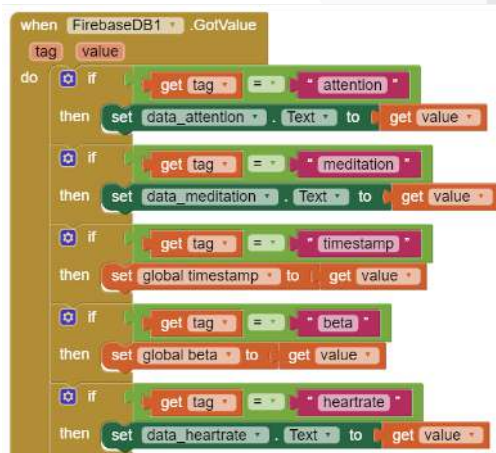 when FirebaseDB1 .GotValue
tag value
do if get tag = " attention "
then set data_attention . Text to get value
if get tag = " meditation "
then set data_meditation . Text to get value
if get tag = " timestamp "
then set global timestamp to get value
if get tag = " beta "
then set global beta to get value
if get tag = " heartrate "
then set data_heartrate . Text to get value